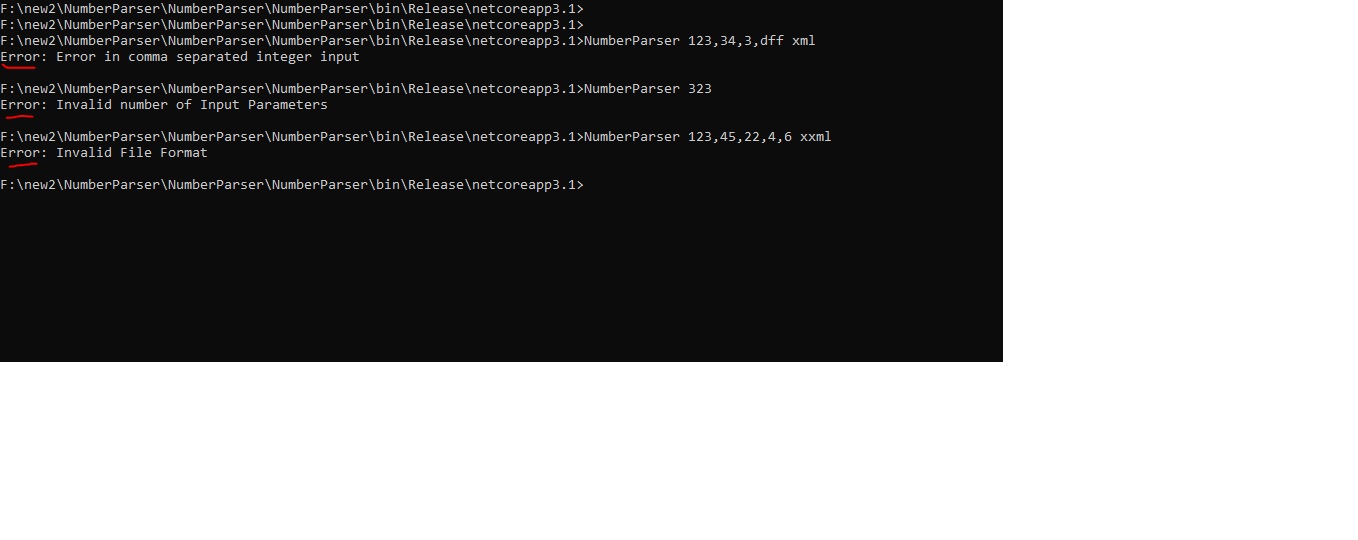 F:\new2\NumberParser\NumberParser\NumberParser\bin\Release\netcoreapp3.1>
F:\new2\NumberParser\NumberParser\NumberParser\bin\Release\netcoreapp3.1>
F:\new2\NumberParser\NumberParser\NumberParser\bin\Release\netcoreapp3.1>NumberParser 123,34,3,dff xml
Error: Error in comma separated integer input
F:\new2\NumberParser\NumberParser\NumberParser\bin\Release\netcoreapp3.1>NumberParser 323
Error: Invalid number of Input Parameters
F:\new2\NumberParser\NumberParser\NumberParser\bin\Release\netcoreapp3.1>NumberParser 123,45,22,4,6 xxml
Error: Invalid File Format
F:\new2\NumberParser\NumberParser\NumberParser\bin\Release\netcoreapp3.1>